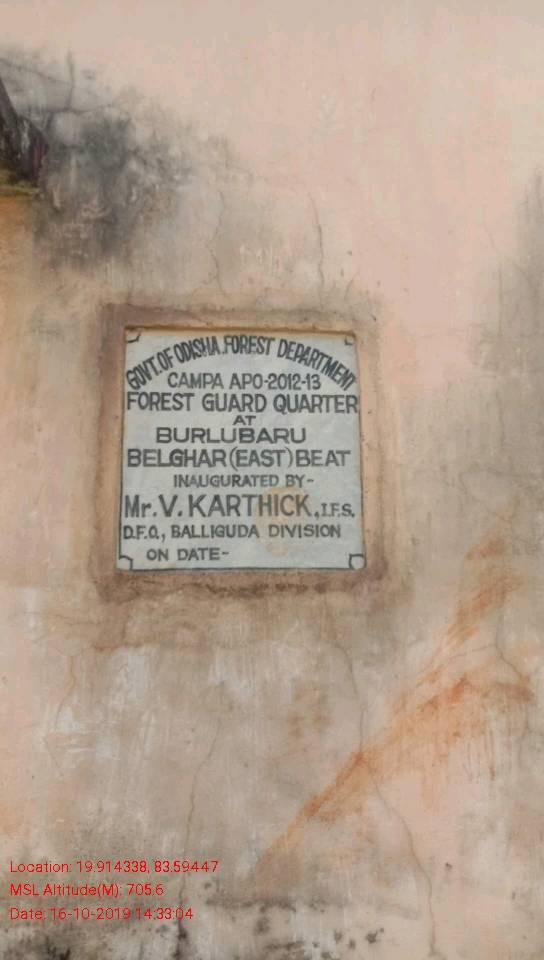 GOVT. OF ODISHA, FOREST DEPARTMENT
CAMPA APO-2012-13
FOREST GUARD QUARTER
AT
BURLUBARU
BELGHAR (EAST) BEAT
INAUGURATED BY-
Mr. V. KARTHICK, I.F.S.
D.F.O., BALLIGUDA DIVISION
ON DATE-
Location: 19.914338, 83.59447
MSL Altitude(M): 705.6
Date: 16-10-2019 14:33:04